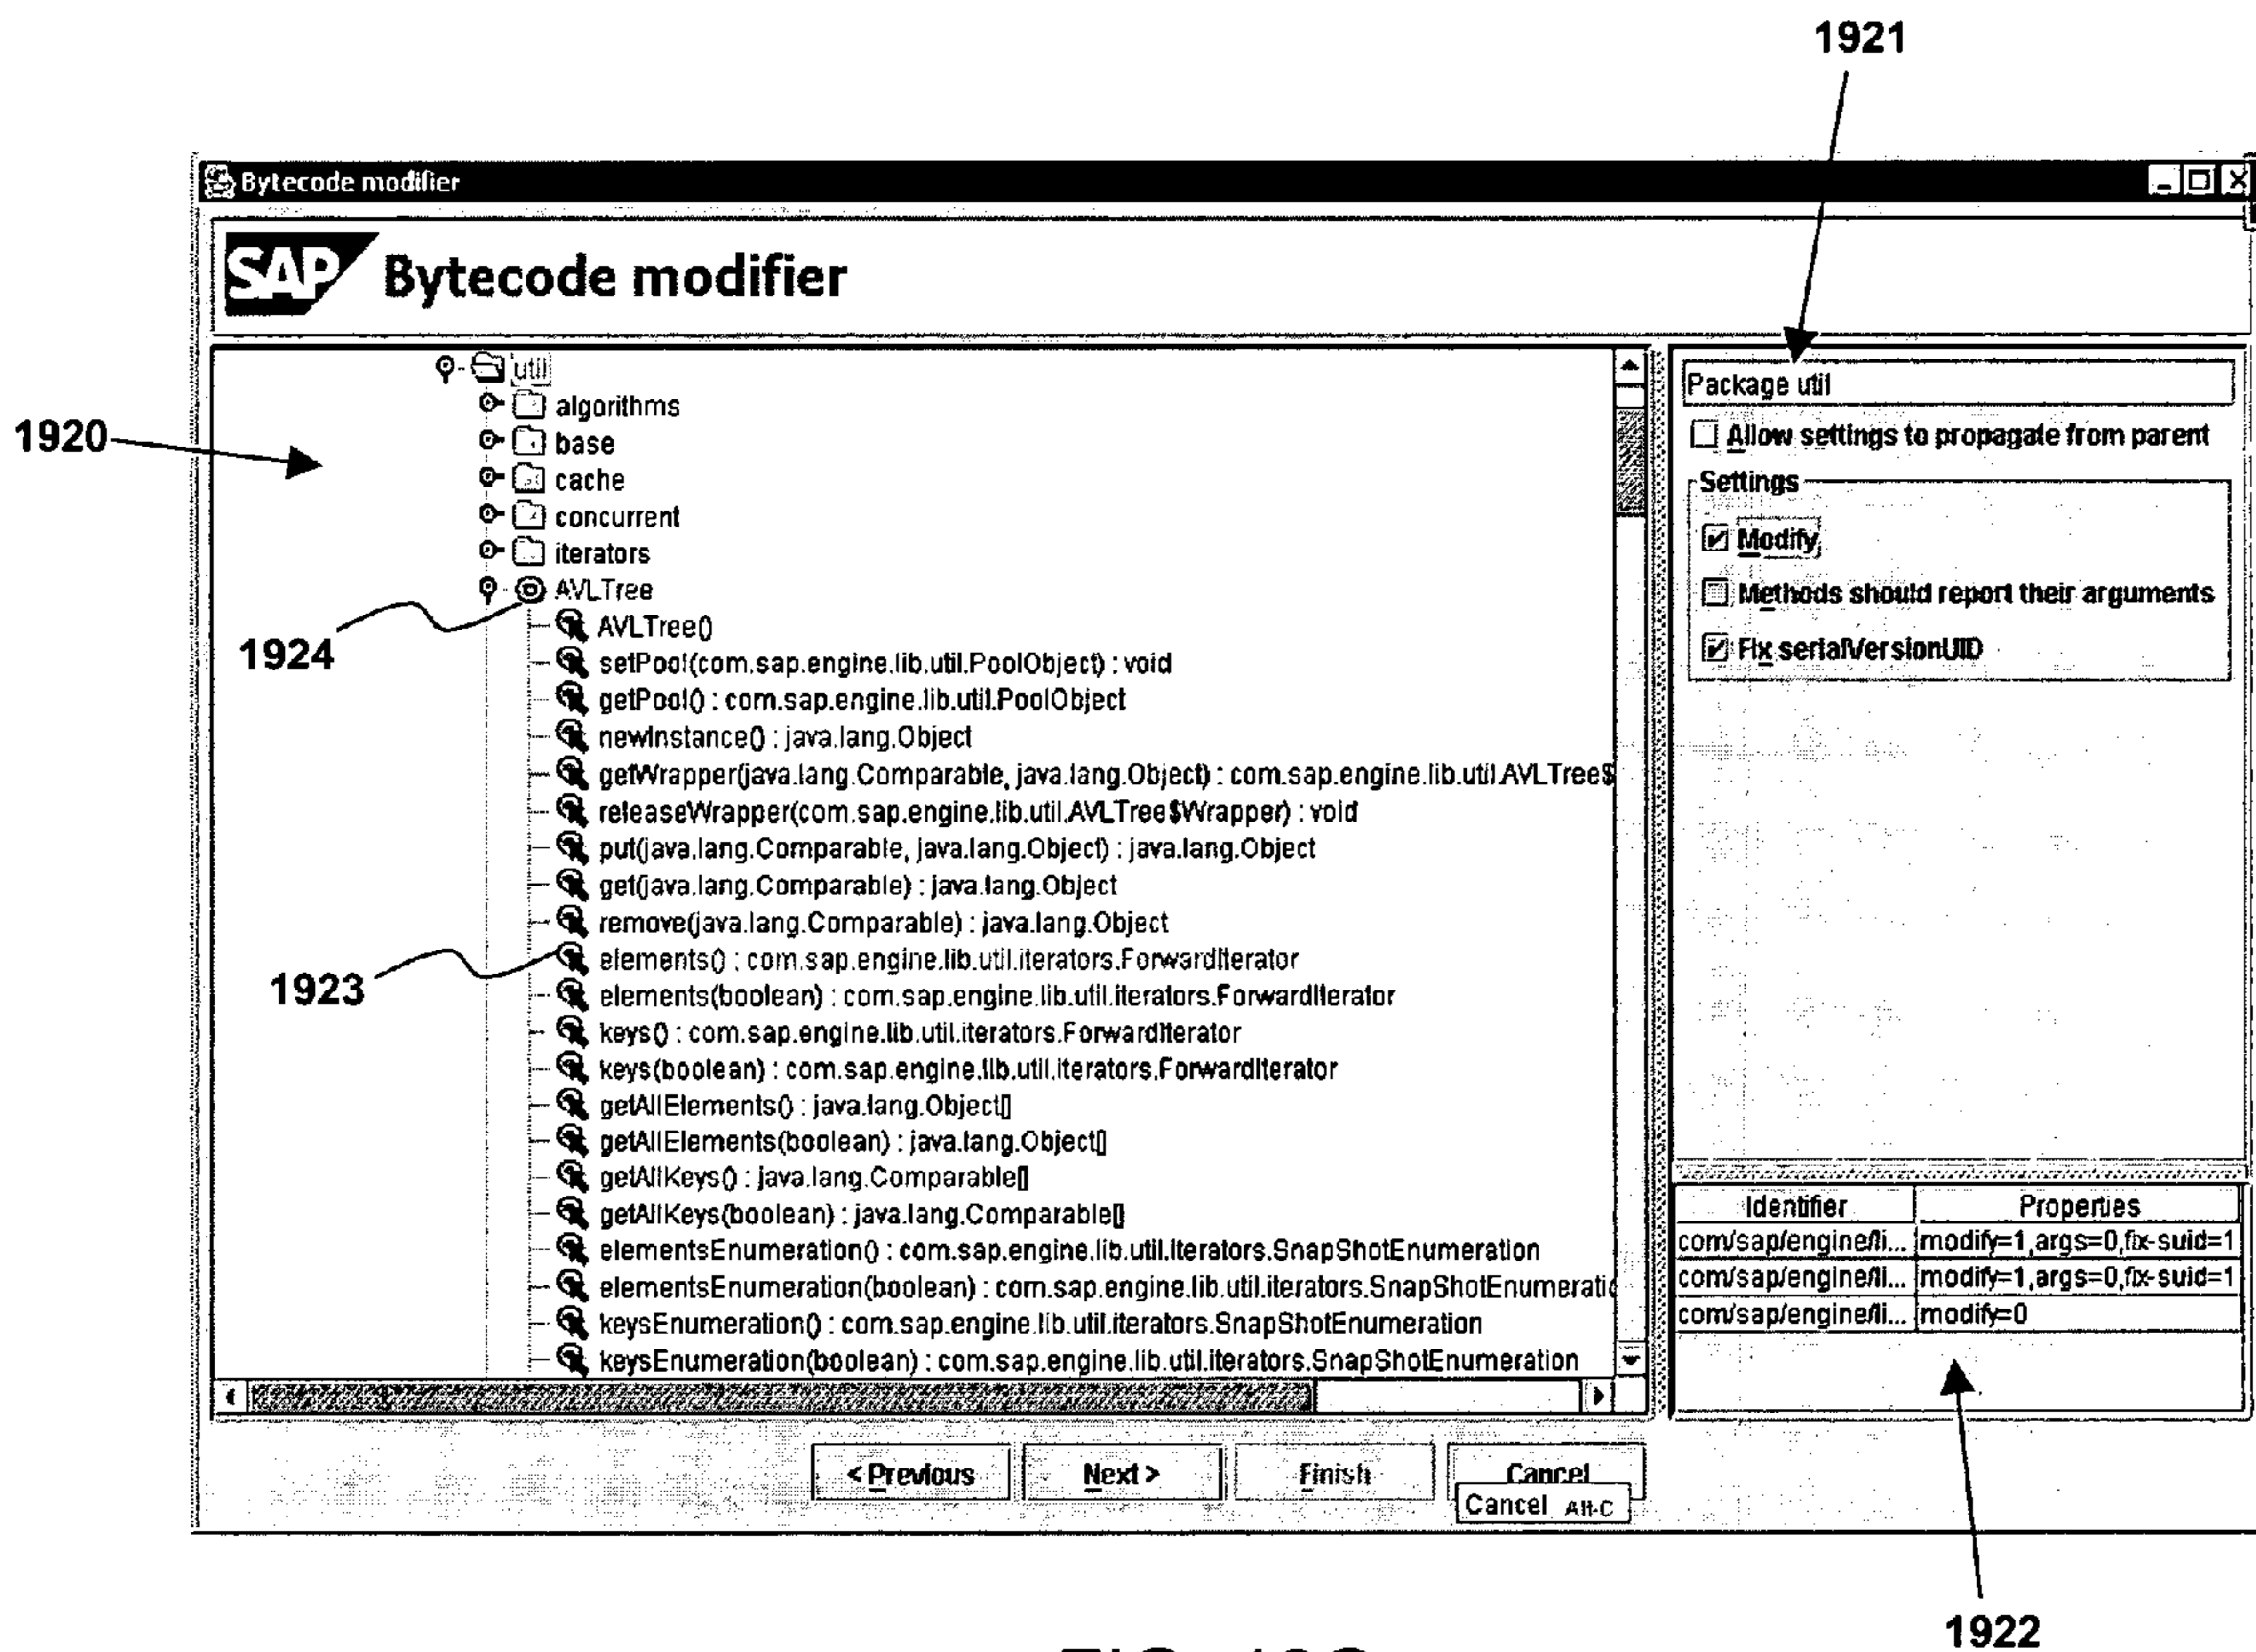 1921
Bytecode modifier
SAP Bytecode modifier
util
algorithms
base
cache
concurrent
iterators
AVLTree
AVLTree()
setPool(com.sap.engine.lib.util.PoolObject) : void
getPool() : com.sap.engine.lib.util.PoolObject
newInstance() : java.lang.Object
getWrapper(java.lang.Comparable, java.lang.Object) : com.sap.engine.lib.util.AVLTree$
releaseWrapper(com.sap.engine.lib.util.AVLTree$Wrapper) : void
put(java.lang.Comparable, java.lang.Object) : java.lang.Object
get(java.lang.Comparable) : java.lang.Object
remove(java.lang.Comparable) : java.lang.Object
elements() : com.sap.engine.lib.util.iterators.ForwardIterator
elements(boolean) : com.sap.engine.lib.util.iterators.ForwardIterator
keys() : com.sap.engine.lib.util.iterators.ForwardIterator
keys(boolean) : com.sap.engine.lib.util.iterators.ForwardIterator
getAllElements() : java.lang.Object[]
getAllElements(boolean) : java.lang.Object[]
getAllKeys() : java.lang.Comparable[]
getAllKeys(boolean) : java.lang.Comparable[]
elementsEnumeration() : com.sap.engine.lib.util.iterators.SnapShotEnumeration
elementsEnumeration(boolean) : com.sap.engine.lib.util.iterators.SnapShotEnumeratio
keysEnumeration() : com.sap.engine.lib.util.iterators.SnapShotEnumeration
keysEnumeration(boolean) : com.sap.engine.lib.util.iterators.SnapShotEnumeration
1920
1924
1923
Package util
Allow settings to propagate from parent
Settings
Modify
Methods should report their arguments
Fix serialVersionUID
Identifier Properties
com/sap/engine/li... modify=1,args=0,fix-suid=1
com/sap/engine/li... modify=1,args=0,fix-suid=1
com/sap/engine/li... modify=0
< Previous Next > Finish Cancel
Cancel Alt-C
1922